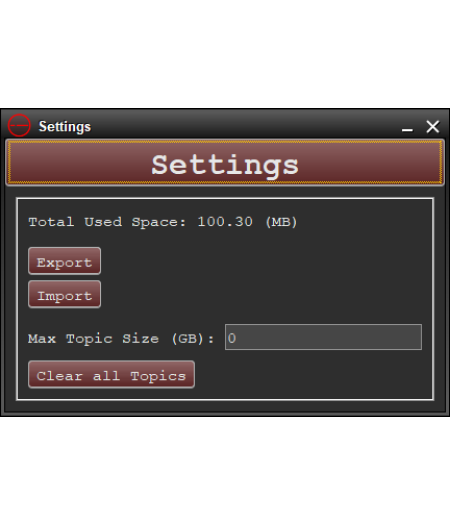 Settings
Settings
Total Used Space: 100.30 (MB)
Export
Import
Max Topic Size (GB): 0
Clear all Topics